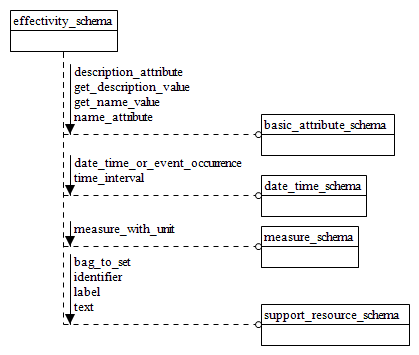 effectivity_schema
description_attribute
get_description_value
get_name_value
name_attribute
basic_attribute_schema
date_time_or_event_occurrence
time_interval
date_time_schema
measure_with_unit
measure_schema
bag_to_set
identifier
label
text
support_resource_schema